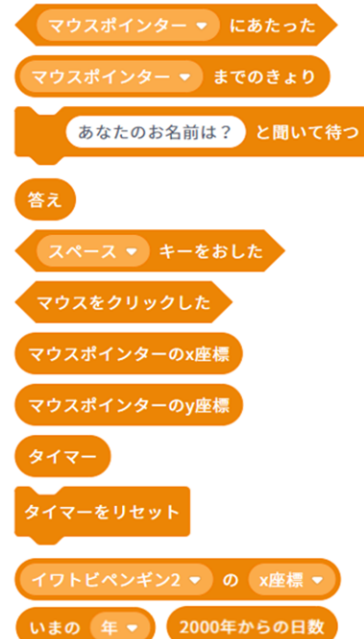 マウスポインター にあたった
マウスポインター までのきょり
あなたのお名前は？ と聞いて待つ
答え
スペース キーをおした
マウスをクリックした
マウスポインターのx座標
マウスポインターのy座標
タイマー
タイマーをリセット
イワトビペンギン2 の x座標
いまの 年 2000年からの日数